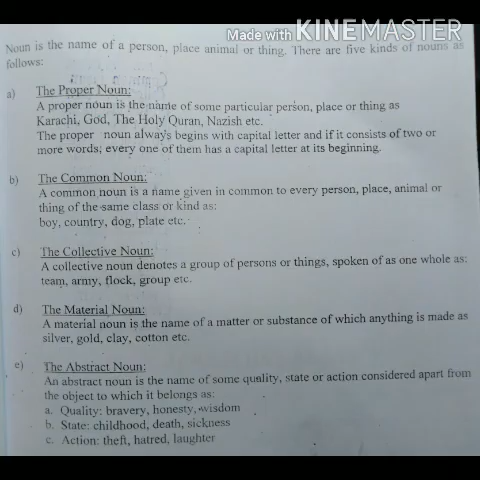 Made with KINEMASTER
Noun is the name of a person, place animal or thing. There are five kinds of nouns as
follows:
a) The Proper Noun:
A proper noun is the name of some particular person, place or thing as
Karachi, God, The Holy Quran, Nazish etc.
The proper noun always begins with capital letter and if it consists of two or
more words; every one of them has a capital letter at its beginning.
b) The Common Noun:
A common noun is a name given in common to every person, place, animal or
thing of the same class or kind as:
boy, country, dog, plate etc.
c) The Collective Noun:
A collective noun denotes a group of persons or things, spoken of as one whole as:
team, army, flock, group etc.
d) The Material Noun:
A material noun is the name of a matter or substance of which anything is made as
silver, gold, clay, cotton etc.
e) The Abstract Noun:
An abstract noun is the name of some quality, state or action considered apart from
the object to which it belongs as:
a. Quality: bravery, honesty, wisdom
b. State: childhood, death, sickness
c. Action: theft, hatred, laughter